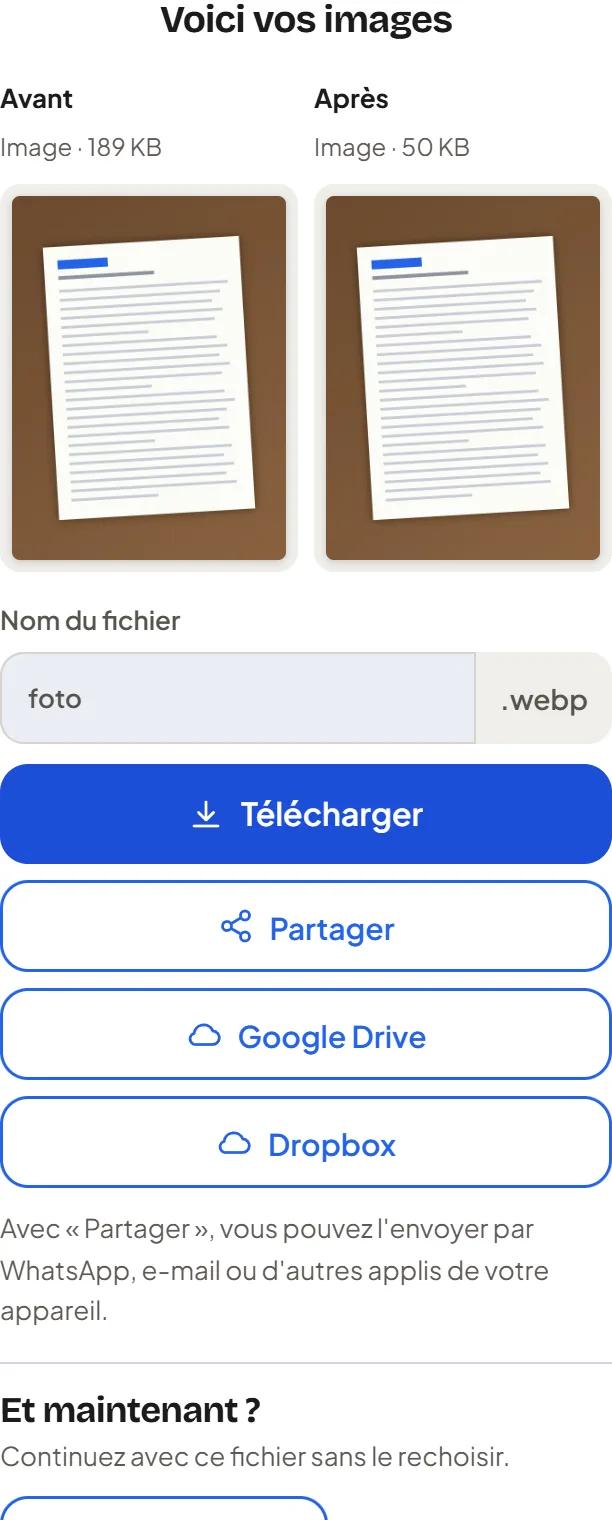 Voici vos images
Avant
Après
Image · 189 KB
Image · 50 KB
Nom du fichier
foto
.webp
Télécharger
Partager
Google Drive
Dropbox
Avec « Partager », vous pouvez l'envoyer par
WhatsApp, e-mail ou d'autres applis de votre
appareil.
Et maintenant ?
Continuez avec ce fichier sans le rechoisir.